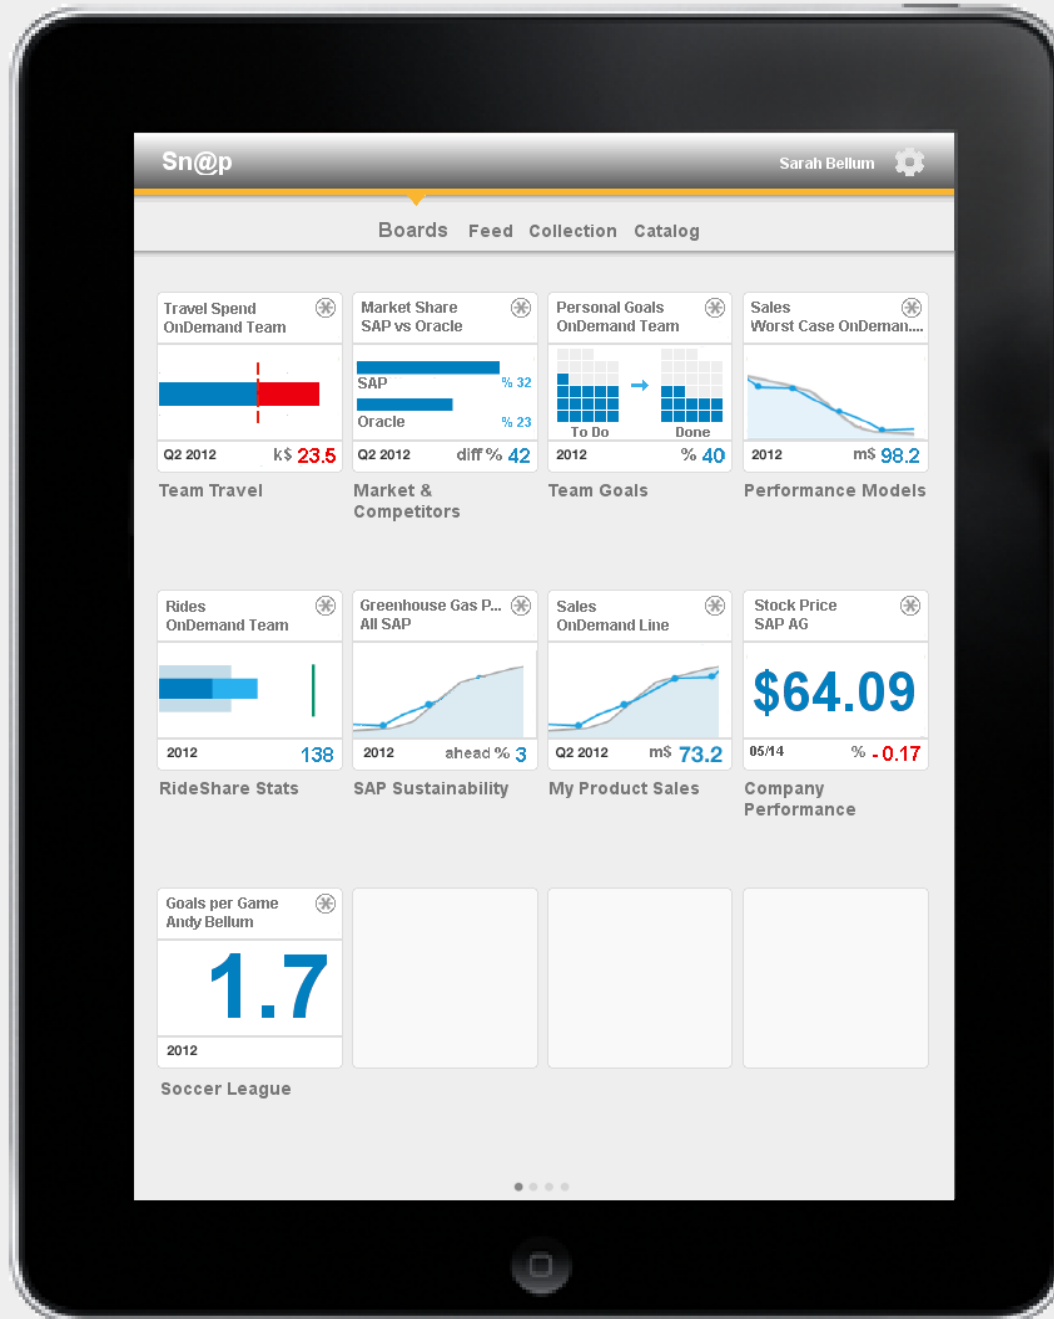 Sn@p
Sarah Bellum
Boards Feed Collection Catalog
Travel Spend
OnDemand Team
Q2 2012 k$ 23.5
Team Travel
Market Share
SAP vs Oracle
SAP % 32
Oracle % 23
Q2 2012 diff % 42
Market &
Competitors
Personal Goals
OnDemand Team
To Do Done
2012 % 40
Team Goals
Sales
Worst Case OnDeman....
2012 m$ 98.2
Performance Models
Rides
OnDemand Team
2012 138
RideShare Stats
Greenhouse Gas P...
All SAP
2012 ahead % 3
SAP Sustainability
Sales
OnDemand Line
Q2 2012 m$ 73.2
My Product Sales
Stock Price
SAP AG
$64.09
05/14 % - 0.17
Company
Performance
Goals per Game
Andy Bellum
1.7
2012
Soccer League